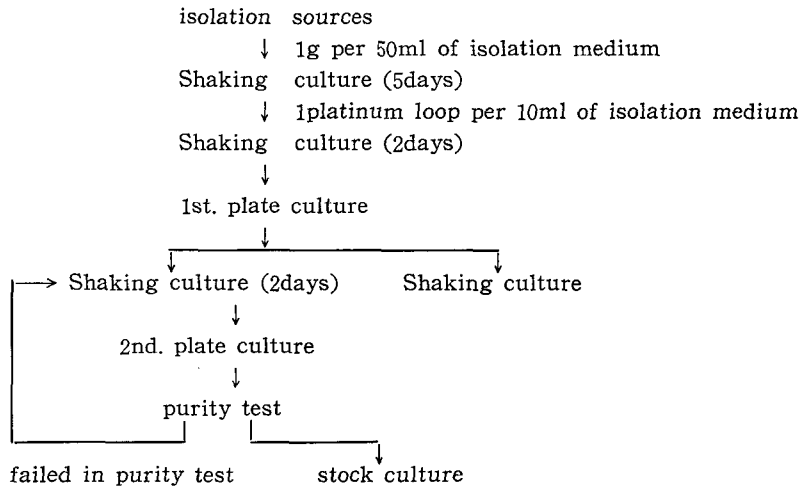 isolation sources
↓ 1g per 50ml of isolation medium
Shaking culture (5days)
↓ 1platinum loop per 10ml of isolation medium
Shaking culture (2days)
↓
1st. plate culture
↓
Shaking culture (2days) Shaking culture
↓
2nd. plate culture
↓
purity test
failed in purity test stock culture